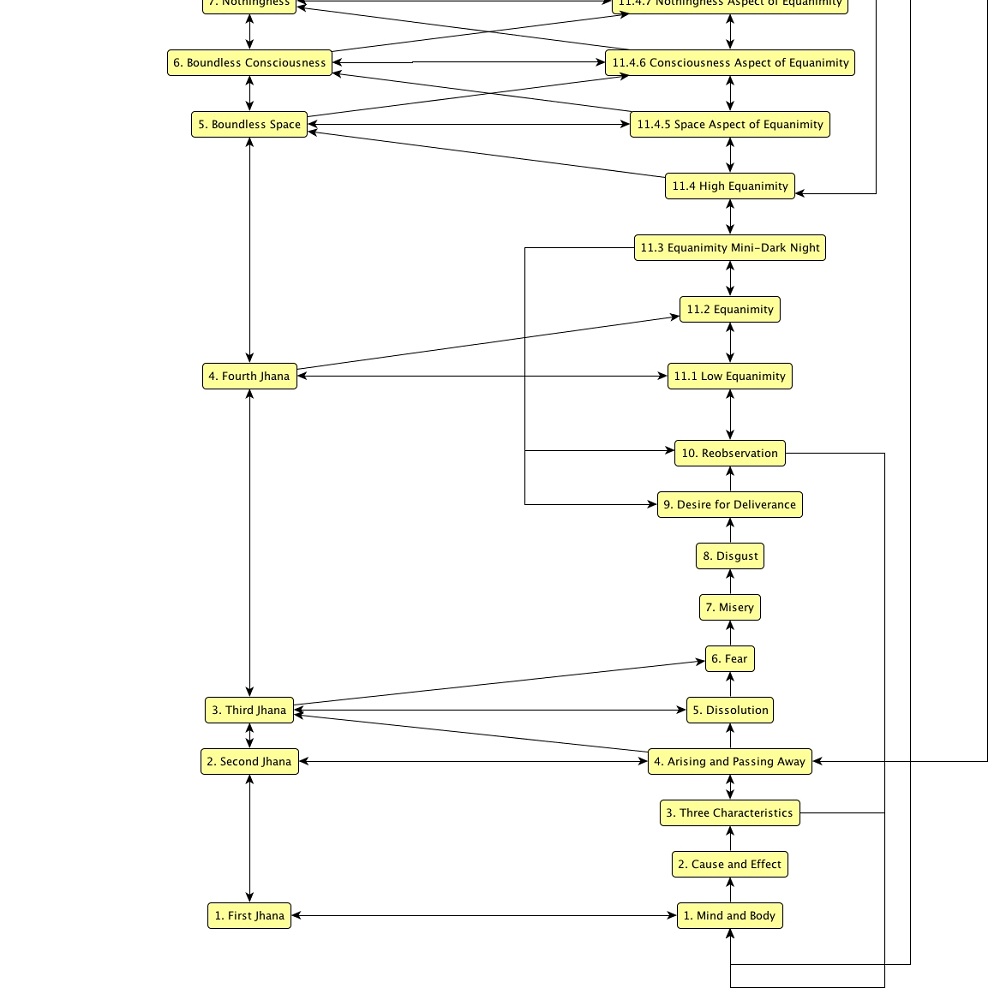 7. Nothingness
11.4.7 Nothingness Aspect of Equanimity
6. Boundless Consciousness
11.4.6 Consciousness Aspect of Equanimity
5. Boundless Space
11.4.5 Space Aspect of Equanimity
11.4 High Equanimity
11.3 Equanimity Mini-Dark Night
11.2 Equanimity
4. Fourth Jhana
11.1 Low Equanimity
10. Reobservation
9. Desire for Deliverance
8. Disgust
7. Misery
6. Fear
3. Third Jhana
5. Dissolution
2. Second Jhana
4. Arising and Passing Away
3. Three Characteristics
2. Cause and Effect
1. First Jhana
1. Mind and Body